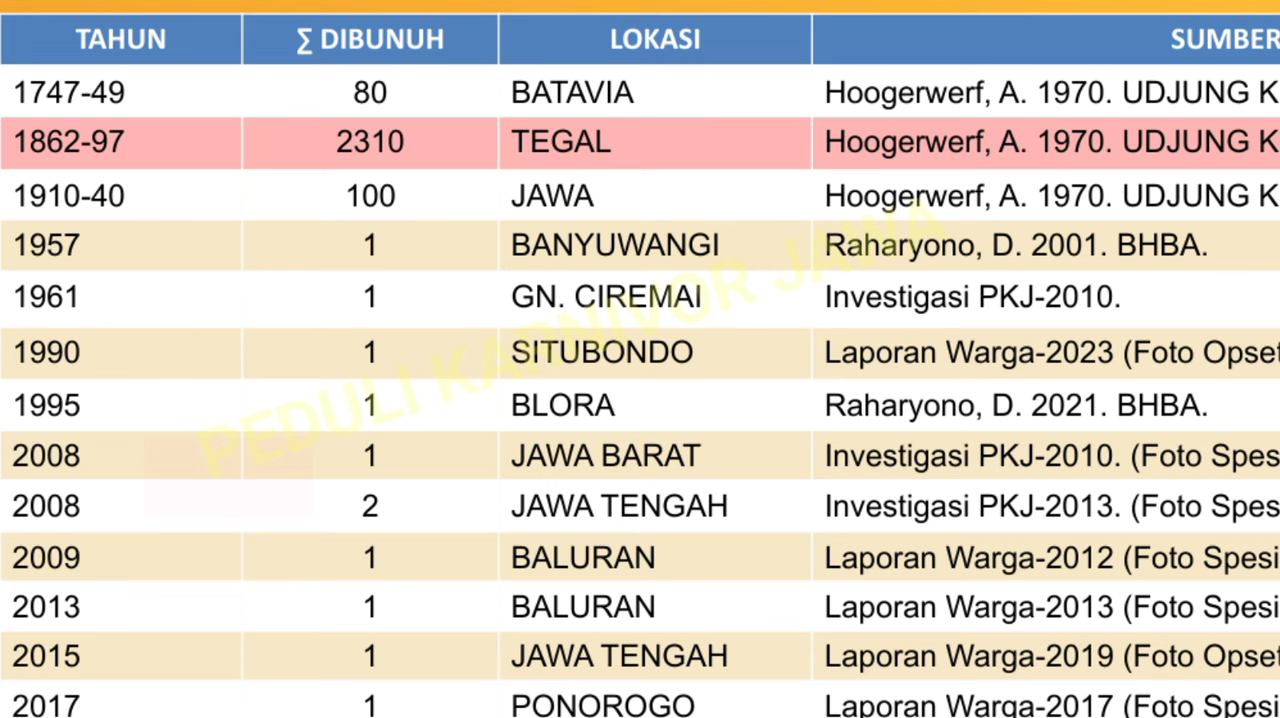 TAHUN ∑ DIBUNUH LOKASI SUMBER
1747-49 80 BATAVIA Hoogerwerf, A. 1970. UDJUNG K
1862-97 2310 TEGAL Hoogerwerf, A. 1970. UDJUNG K
1910-40 100 JAWA Hoogerwerf, A. 1970. UDJUNG K
1957 1 BANYUWANGI Raharyono, D. 2001. BHBA.
1961 1 GN. CIREMAI Investigasi PKJ-2010.
1990 1 SITUBONDO Laporan Warga-2023 (Foto Opset
1995 1 BLORA Raharyono, D. 2021. BHBA.
2008 1 JAWA BARAT Investigasi PKJ-2010. (Foto Spes
2008 2 JAWA TENGAH Investigasi PKJ-2013. (Foto Spes
2009 1 BALURAN Laporan Warga-2012 (Foto Spesi
2013 1 BALURAN Laporan Warga-2013 (Foto Spesi
2015 1 JAWA TENGAH Laporan Warga-2019 (Foto Opset
2017 1 PONOROGO Laporan Warga-2017 (Foto Spesi
PEDULI KARNIVOR JAWA